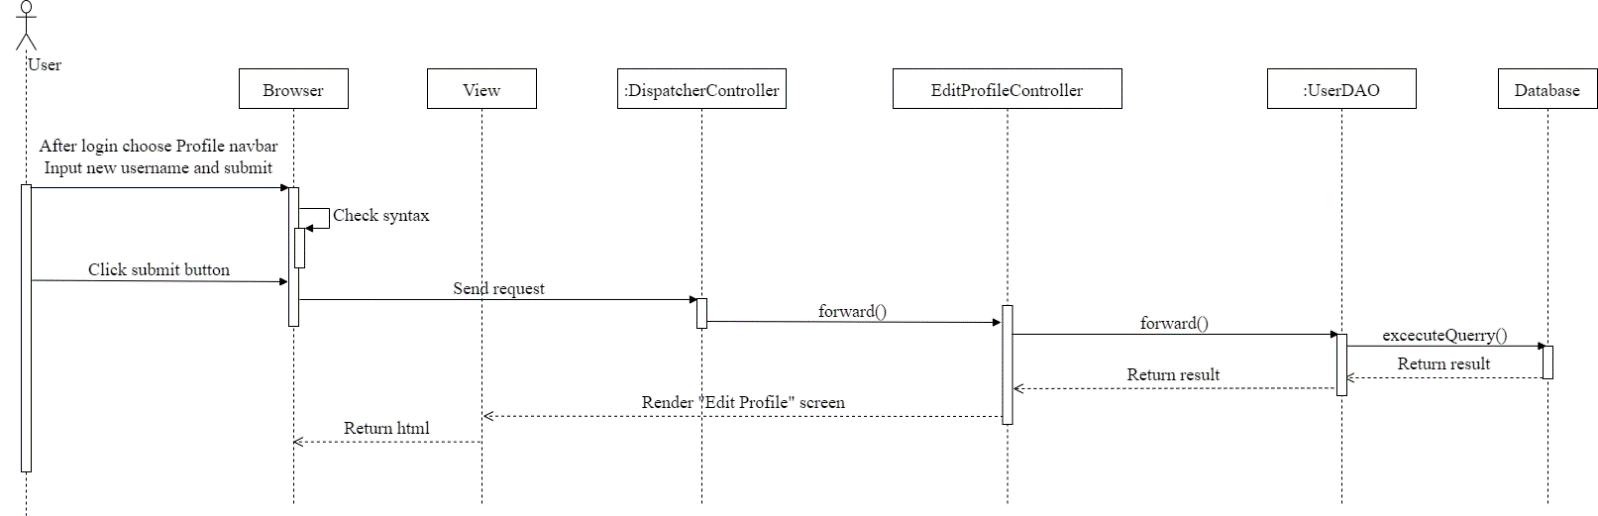 User
Browser
View
:DispatcherController
EditProfileController
:UserDAO
Database
After login choose Profile navbar
Input new username and submit
Check syntax
Click submit button
Send request
forward()
forward()
excecuteQuerry()
Return result
Return result
Render "Edit Profile" screen
Return html